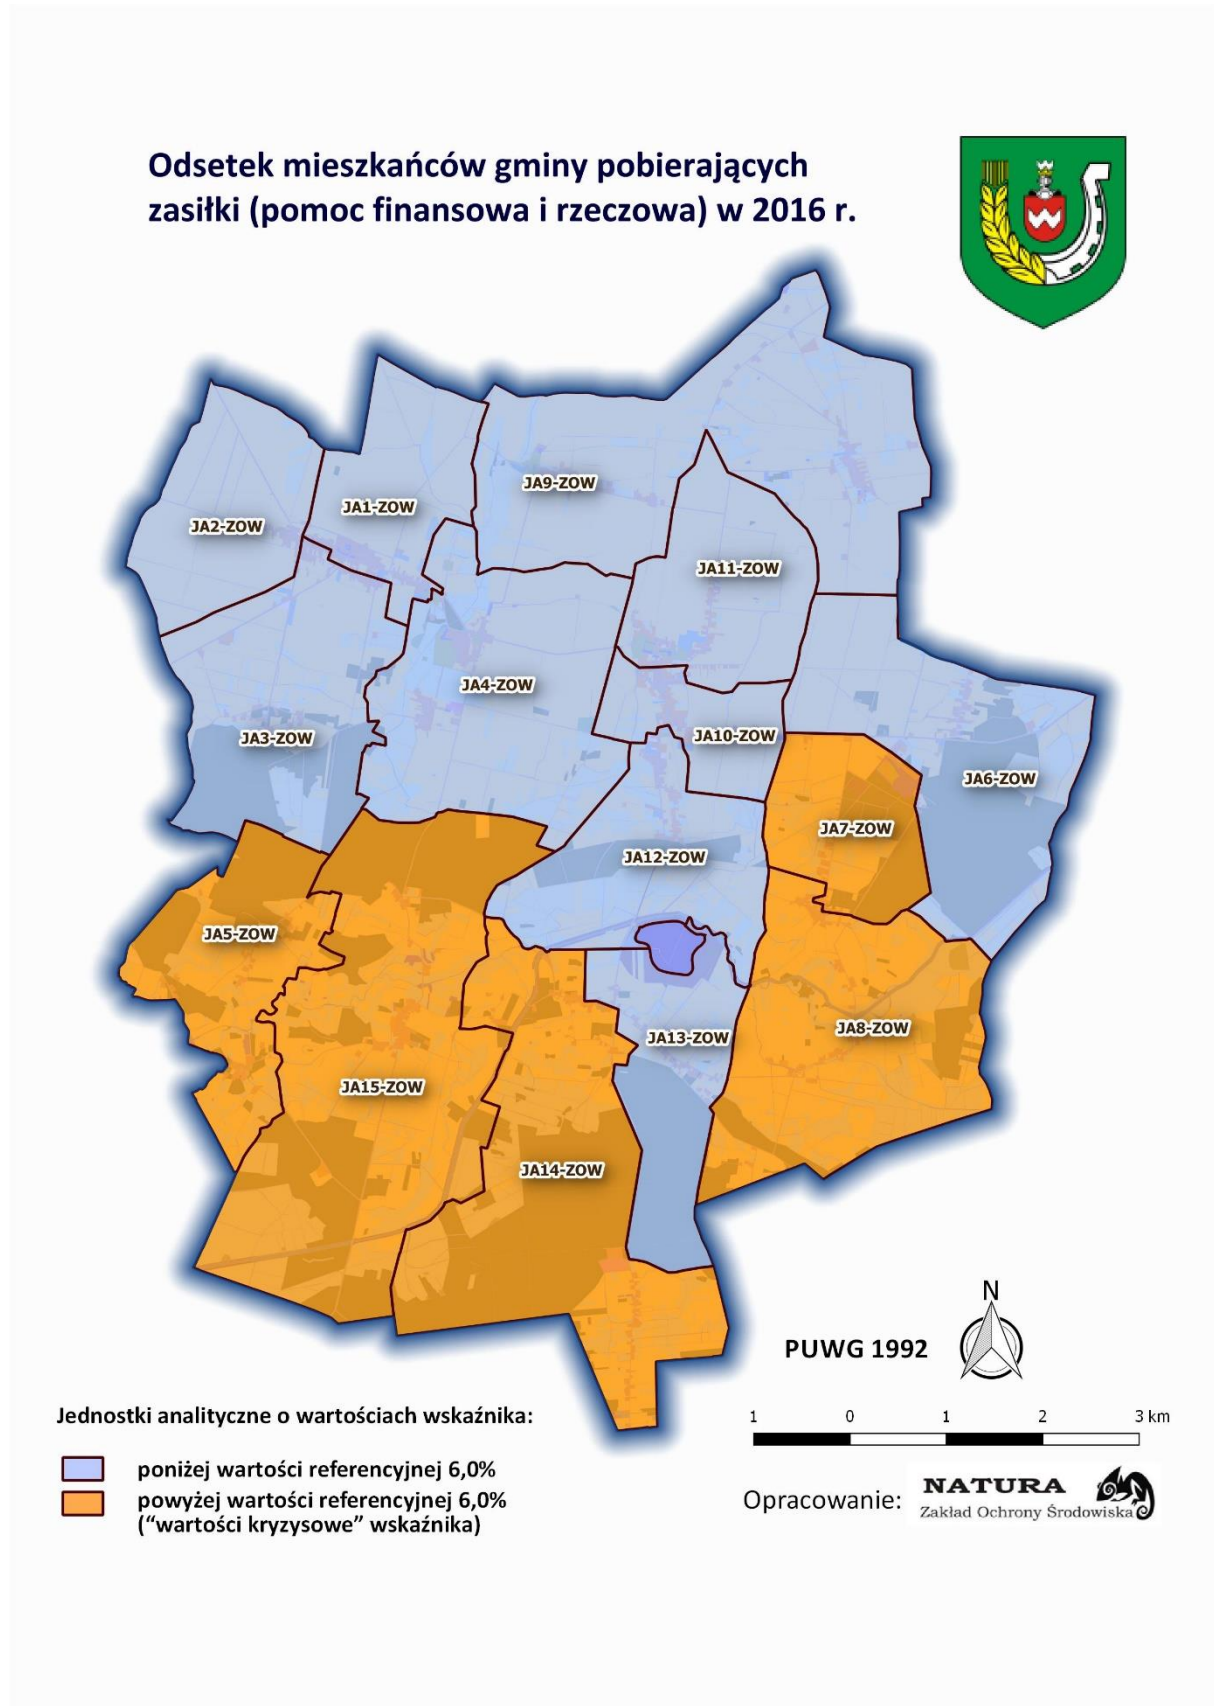 Odsetek mieszkańców gminy pobierających
zasiłki (pomoc finansowa i rzeczowa) w 2016 r.
JA9-ZOW
JA1-ZOW
JA2-ZOW
JA11-ZOW
JA4-ZOW
JA3-ZOW
JA10-ZOW
JA6-ZOW
JA7-ZOW
JA12-ZOW
JA5-ZOW
JA8-ZOW
JA13-ZOW
JA15-ZOW
JA14-ZOW
N
PUWG 1992
Jednostki analityczne o wartościach wskaźnika:
poniżej wartości referencyjnej 6,0%
powyżej wartości referencyjnej 6,0%
("wartości kryzysowe" wskaźnika)
1 0 1 2 3 km
Opracowanie:
NATURA
Zakład Ochrony Środowiska